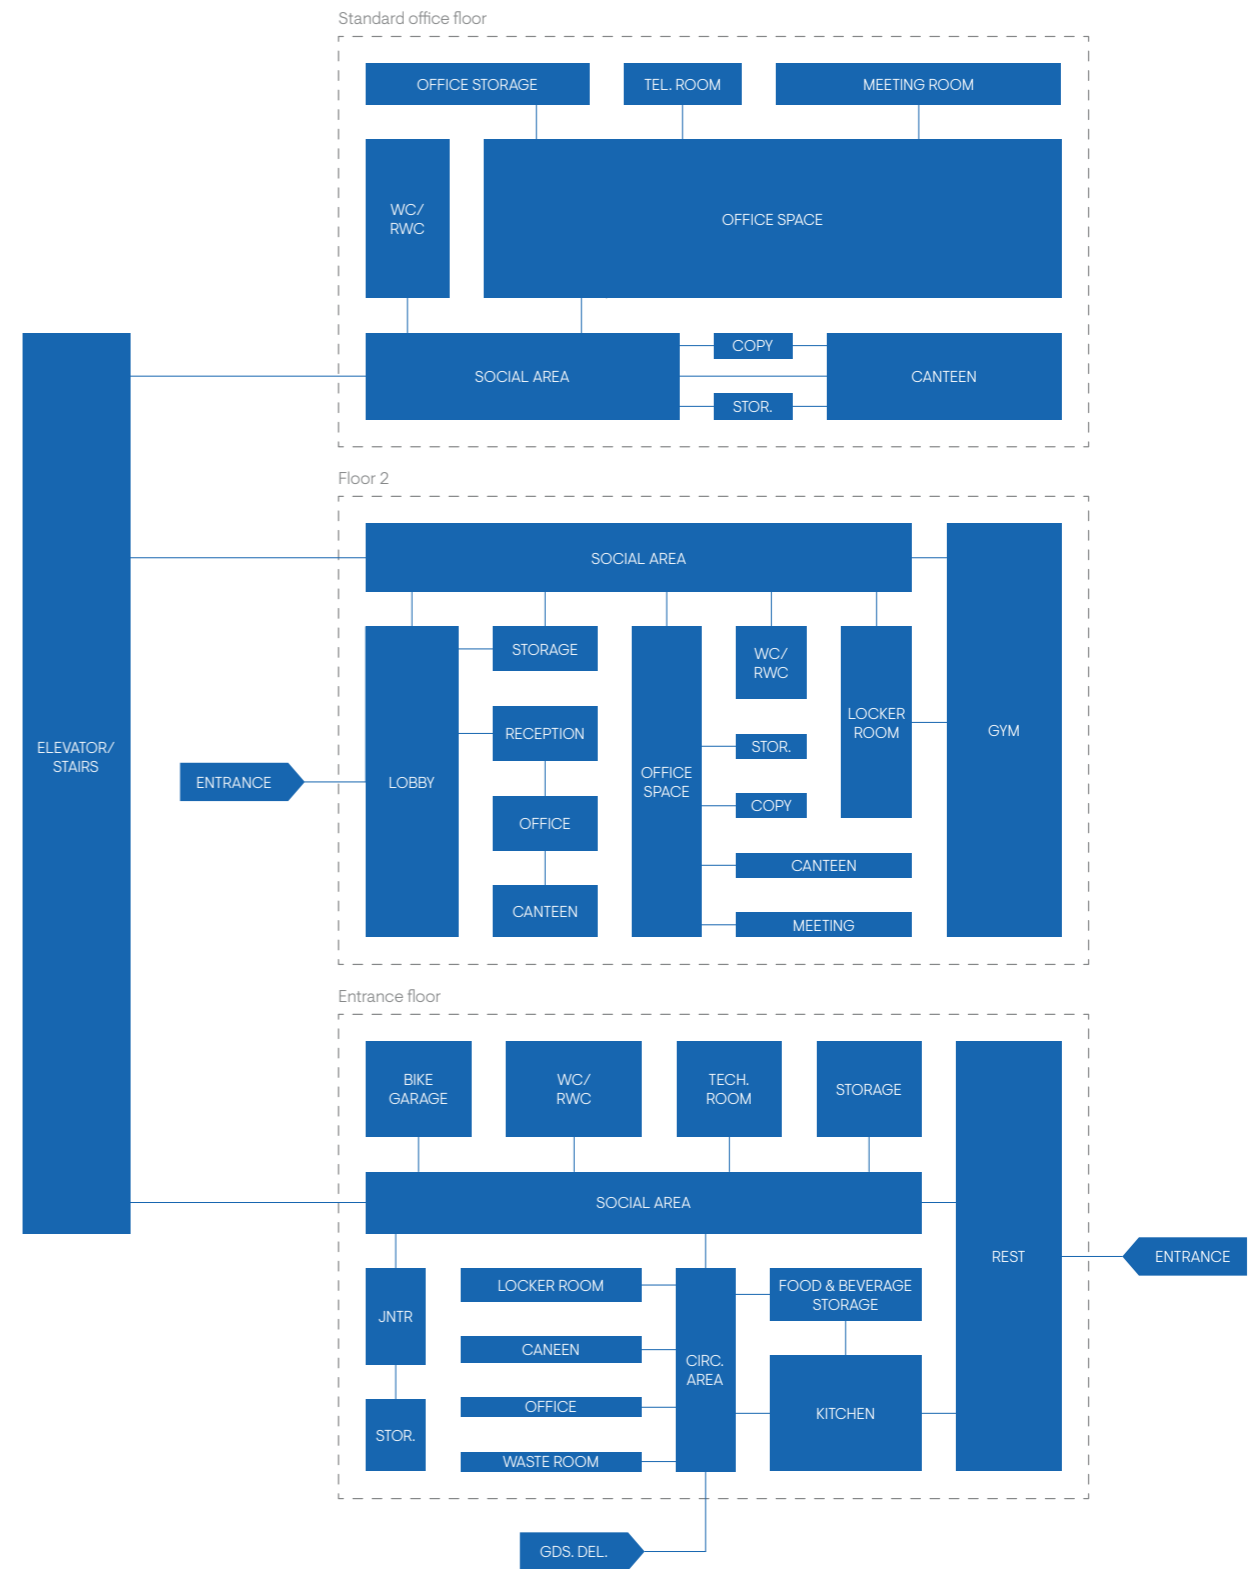 Standard office floor
OFFICE STORAGE
TEL. ROOM
MEETING ROOM
WC/
RWC
OFFICE SPACE
SOCIAL AREA
COPY
STOR.
CANTEEN
ELEVATOR/
STAIRS
Floor 2
SOCIAL AREA
LOBBY
STORAGE
RECEPTION
OFFICE
CANTEEN
OFFICE
SPACE
WC/
RWC
STOR.
COPY
CANTEEN
MEETING
LOCKER
ROOM
GYM
ENTRANCE
Entrance floor
BIKE
GARAGE
WC/
RWC
TECH.
ROOM
STORAGE
SOCIAL AREA
REST
ENTRANCE
JNTR
STOR.
LOCKER ROOM
CANEEN
OFFICE
WASTE ROOM
CIRC.
AREA
FOOD & BEVERAGE
STORAGE
KITCHEN
GDS. DEL.